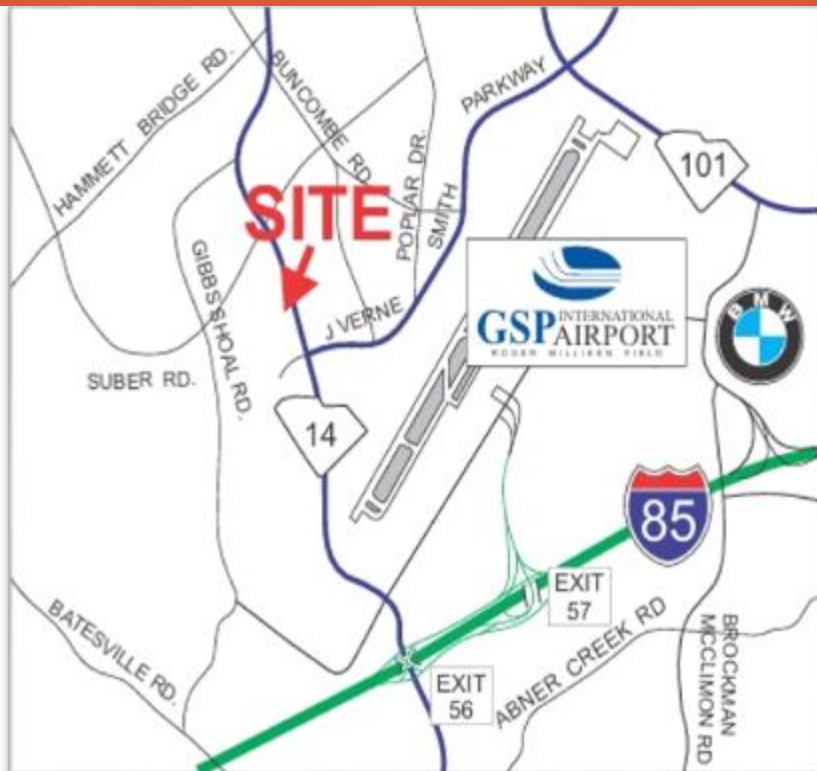 HAMMETT BRIDGE RD.
BUNCOMBE RD.
POPLAR DR.
J VERNE SMITH PARKWAY
101
SITE
GIBBS SHOAL RD.
SUBER RD.
GSP INTERNATIONAL AIRPORT
ROGER MILLIKEN FIELD
BMW
14
85
EXIT
57
EXIT
56
BATESVILLE RD.
ABNER CREEK RD
BROCKMAN
MCCLIMON RD